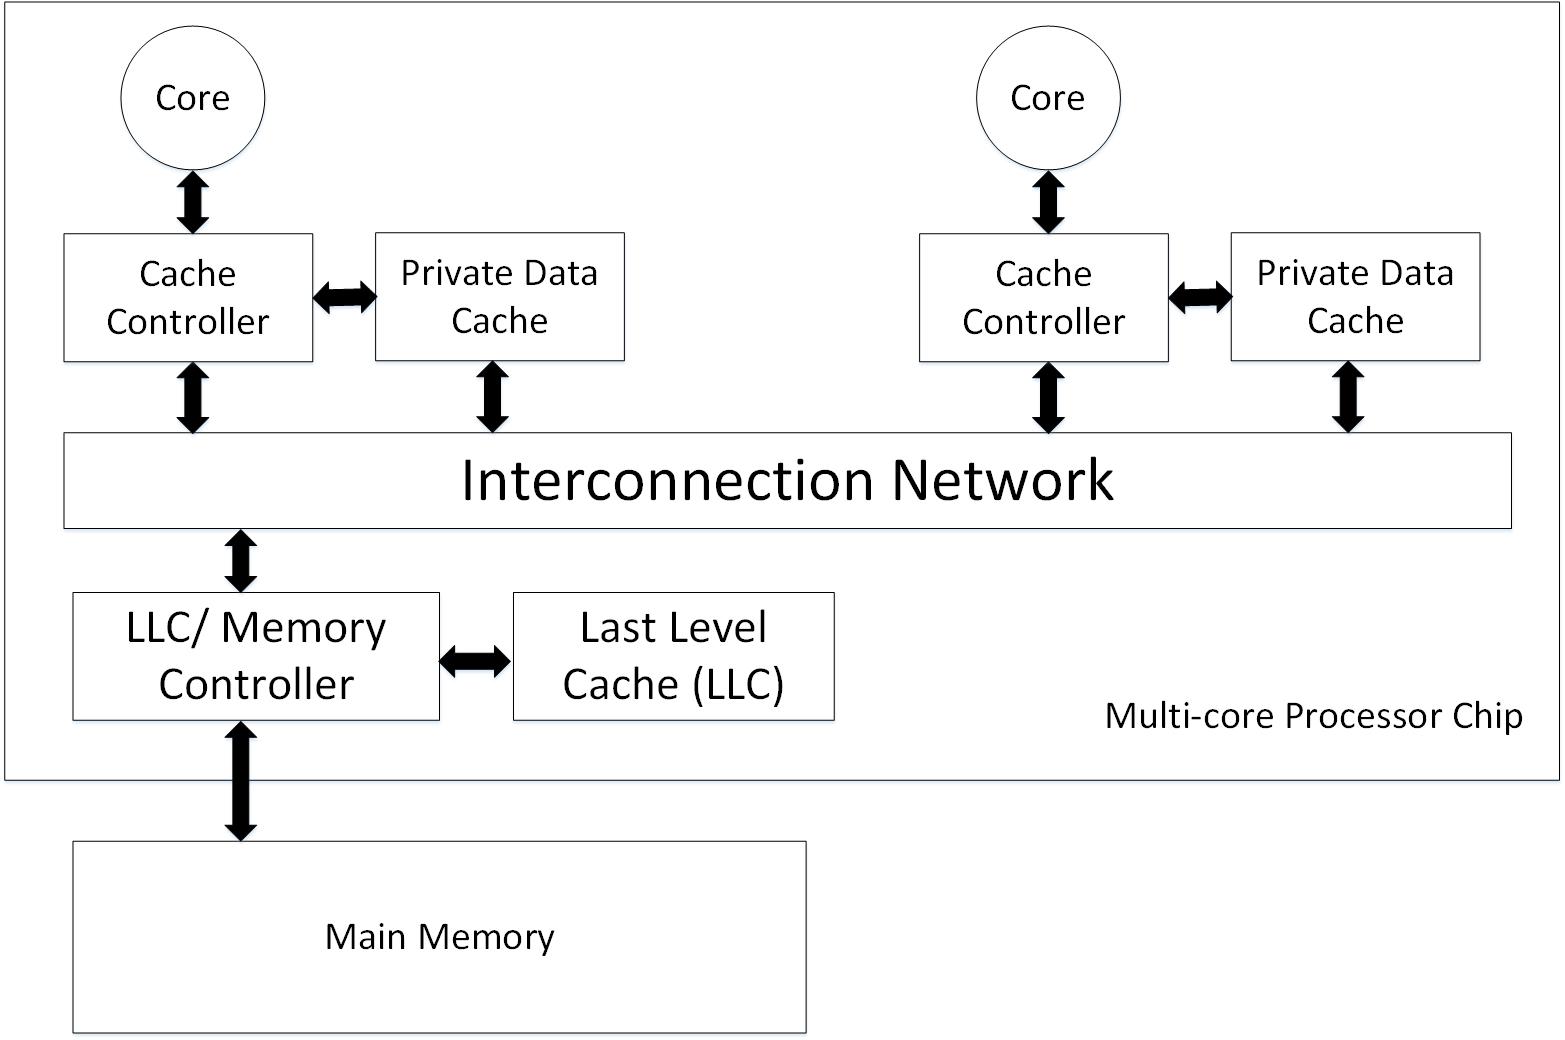 Core
Core
Cache
Controller
Private Data
Cache
Cache
Controller
Private Data
Cache
Interconnection Network
LLC/ Memory
Controller
Last Level
Cache (LLC)
Multi-core Processor Chip
Main Memory